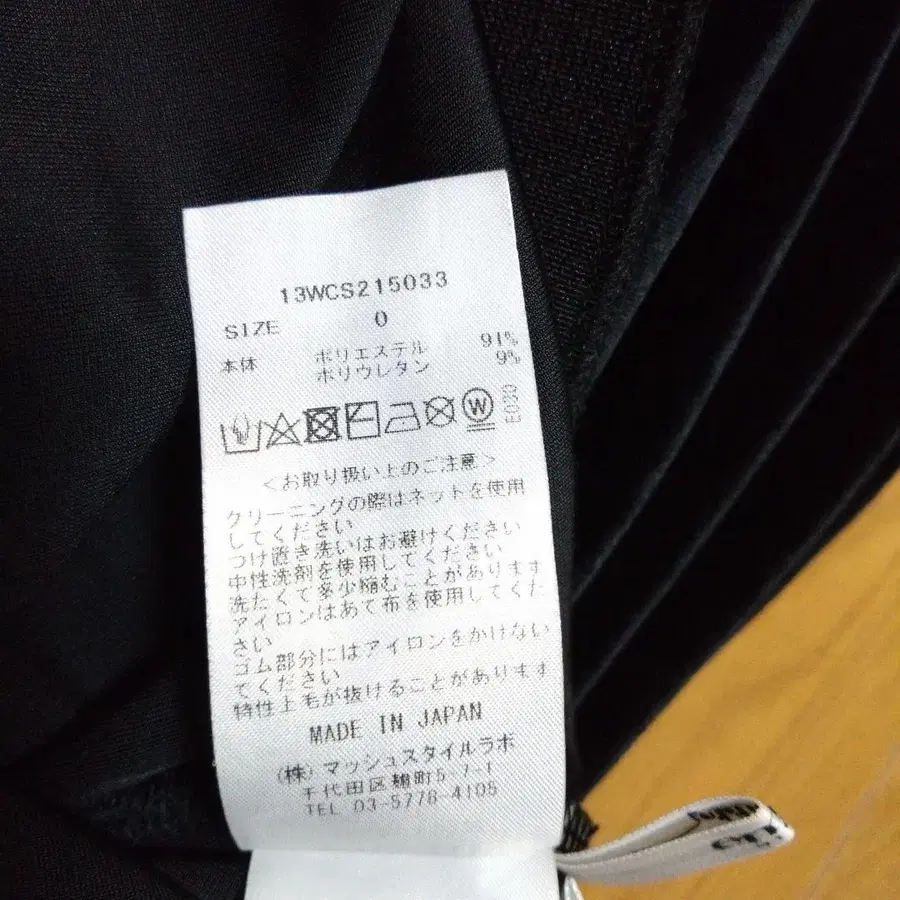 13WCS215033
SIZE 0
本体 ポリエステル 91%
ポリウレタン 9%
W
E030
<お取り扱い上のご注意>
クリーニングの際はネットを使用
してください
つけ置き洗いはお避けください
中性洗剤を使用してください
洗たくで多少縮むことがあります
アイロンはあて布を使用してくだ
さい
ゴム部分にはアイロンをかけない
でください
特性上毛が抜けることがあります
MADE IN JAPAN
(株)マッシュスタイルラボ
千代田区麹町5-7-1
TEL 03-5778-4105